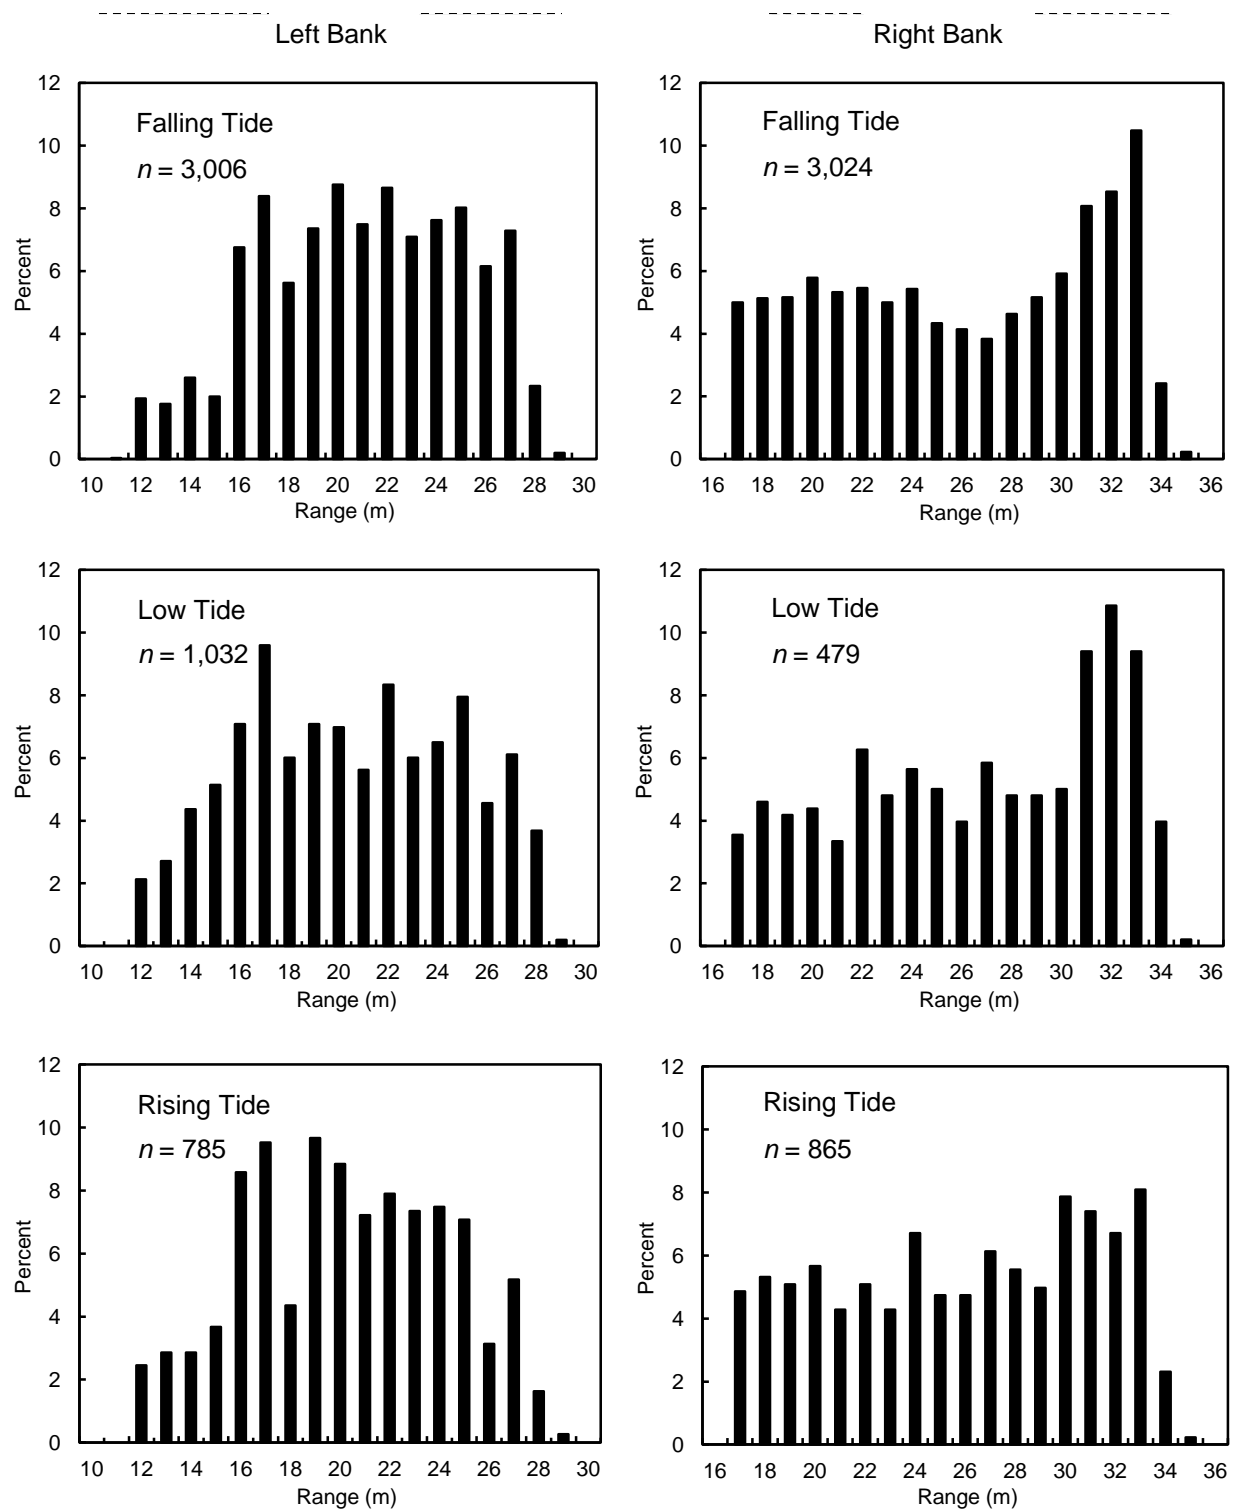 Left Bank
Right Bank
12
10
8
6
4
2
0
Percent
Falling Tide
n = 3,006
10 12 14 16 18 20 22 24 26 28 30
Range (m)
12
10
8
6
4
2
0
Percent
Falling Tide
n = 3,024
16 18 20 22 24 26 28 30 32 34 36
Range (m)
12
10
8
6
4
2
0
Percent
Low Tide
n = 1,032
10 12 14 16 18 20 22 24 26 28 30
Range (m)
12
10
8
6
4
2
0
Percent
Low Tide
n = 479
16 18 20 22 24 26 28 30 32 34 36
Range (m)
12
10
8
6
4
2
0
Percent
Rising Tide
n = 785
10 12 14 16 18 20 22 24 26 28 30
Range (m)
12
10
8
6
4
2
0
Percent
Rising Tide
n = 865
16 18 20 22 24 26 28 30 32 34 36
Range (m)